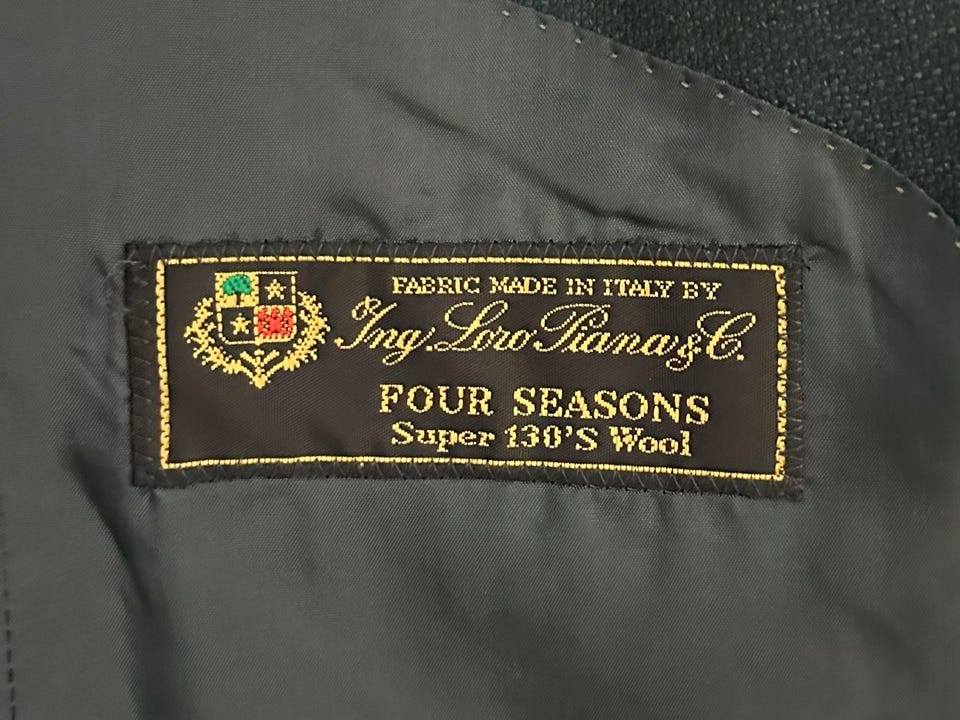 FABRIC MADE IN ITALY BY
Ing. Loro Piana & C.
FOUR SEASONS
Super 130'S Wool